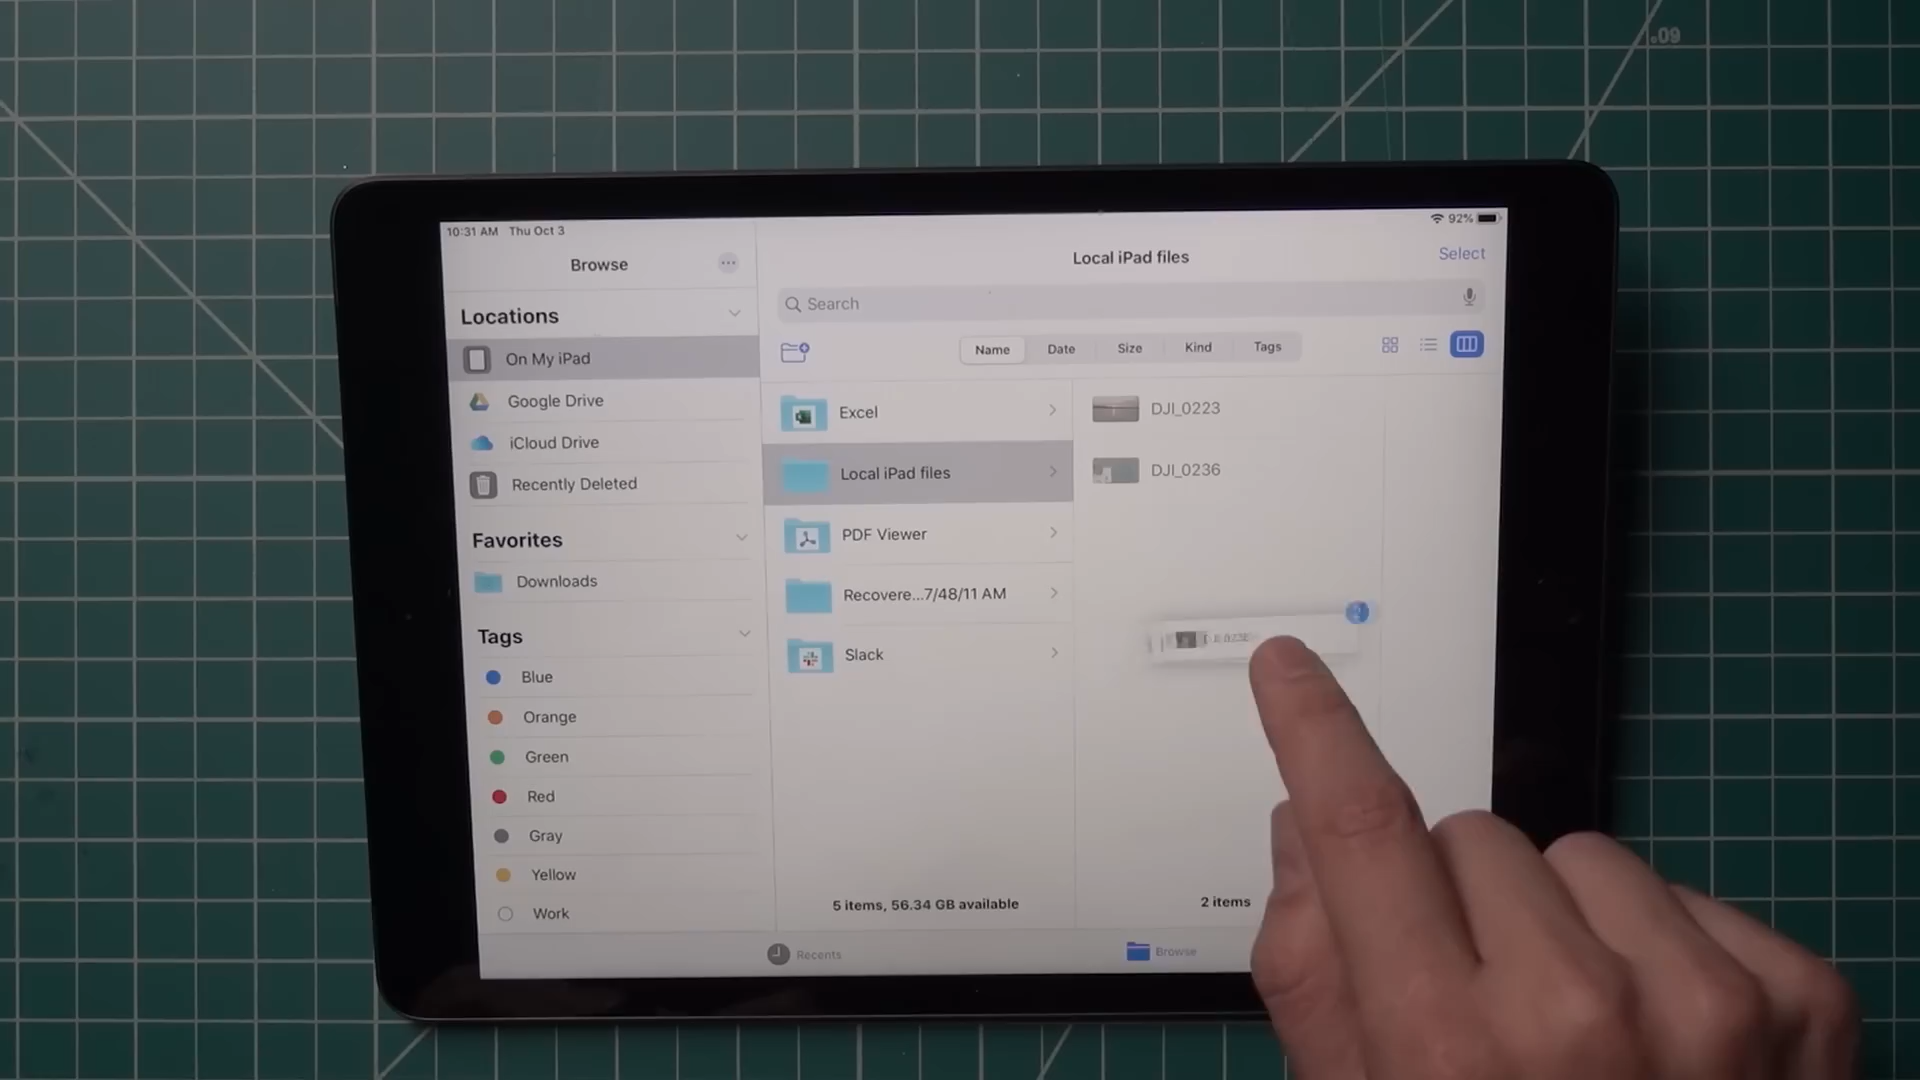 .09
10:31 AM Thu Oct 3
92%
Browse
Locations
On My iPad
Google Drive
iCloud Drive
Recently Deleted
Favorites
Downloads
Tags
Blue
Orange
Green
Red
Gray
Yellow
Work
Local iPad files
Select
Search
Name Date Size Kind Tags
Excel
Local iPad files
PDF Viewer
Recovere...7/48/11 AM
Slack
5 items, 56.34 GB available
DJI_0223
DJI_0236
2 items
Recents
Browse